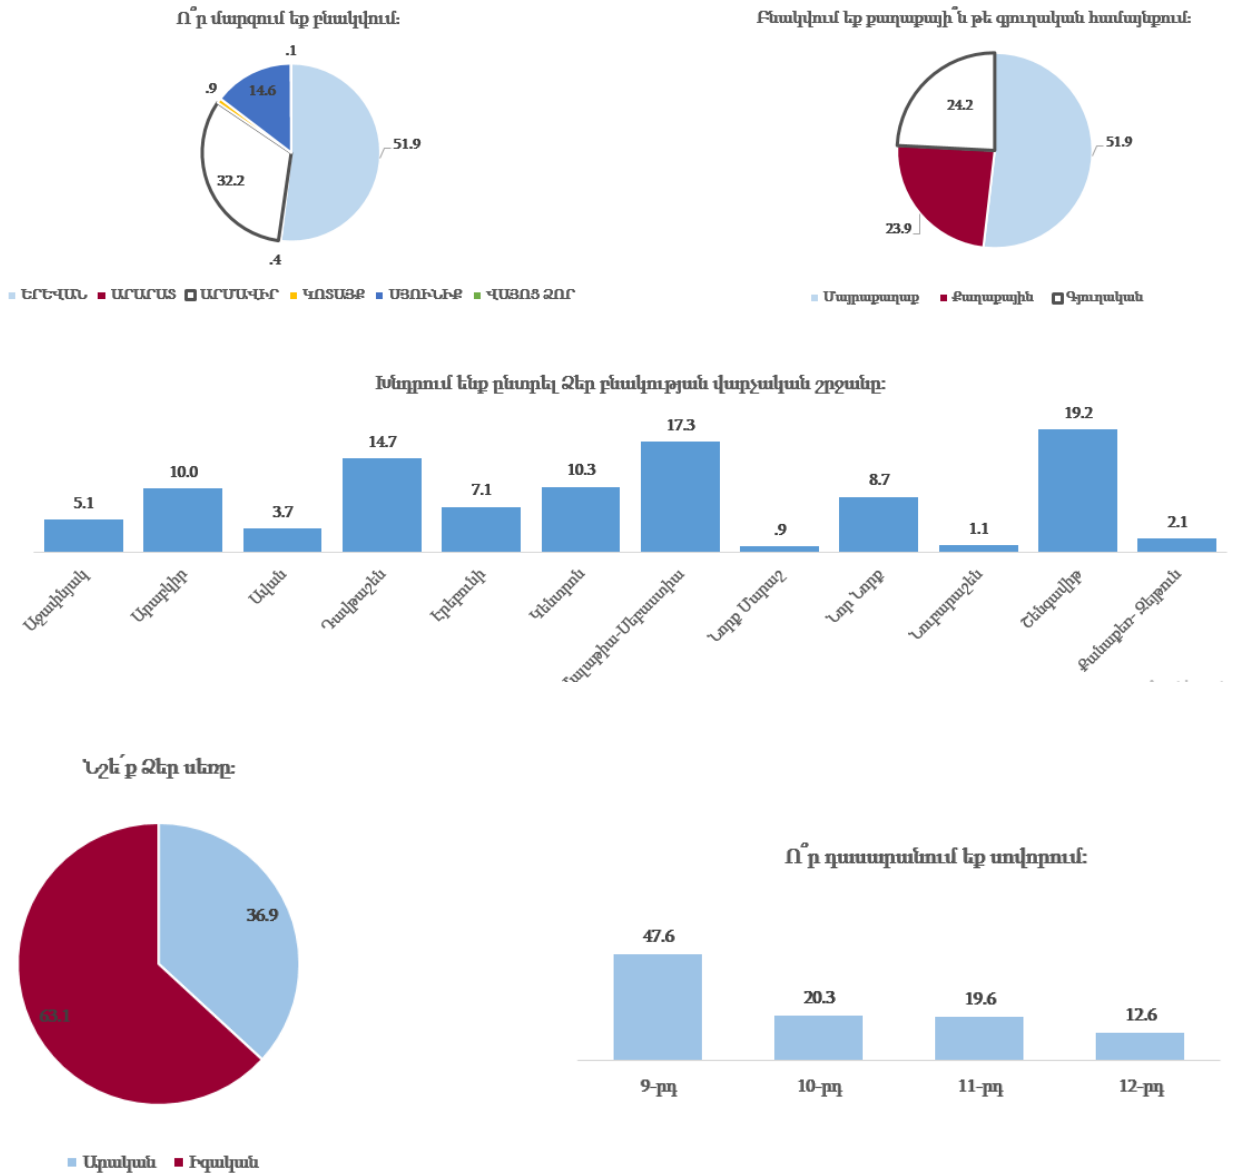 Ո՞ր մարզում եք բնակվում:
.1
.9
14.6
51.9
32.2
.4
ԵՐԵՎԱՆ ԱՐԱՐԱՏ ԱՐՄԱՎԻՐ ԿՈՏԱՅՔ ՍՅՈՒՆԻՔ ՎԱՅՈՑ ՁՈՐ
Բնակվում եք քաղաքայի՞ն թե գյուղական համայնքում:
24.2
51.9
23.9
Մայրաքաղաք Քաղաքային Գյուղական
Խնդրում ենք ընտրել Ձեր բնակության վարչական շրջանը:
5.1
10.0
3.7
14.7
7.1
10.3
17.3
.9
8.7
1.1
19.2
2.1
Աջափնյակ
Արաբկիր
Ավան
Դավթաշեն
Էրեբունի
Կենտրոն
Մալաթիա-Սեբաստիա
Նորք Մարաշ
Նոր Նորք
Նուբարաշեն
Շենգավիթ
Քանաքեր- Զեյթուն
Նշե՛ք Ձեր սեռը:
36.9
63.1
Արական Իգական
Ո՞ր դասարանում եք սովորում:
47.6
20.3
19.6
12.6
9-րդ 10-րդ 11-րդ 12-րդ